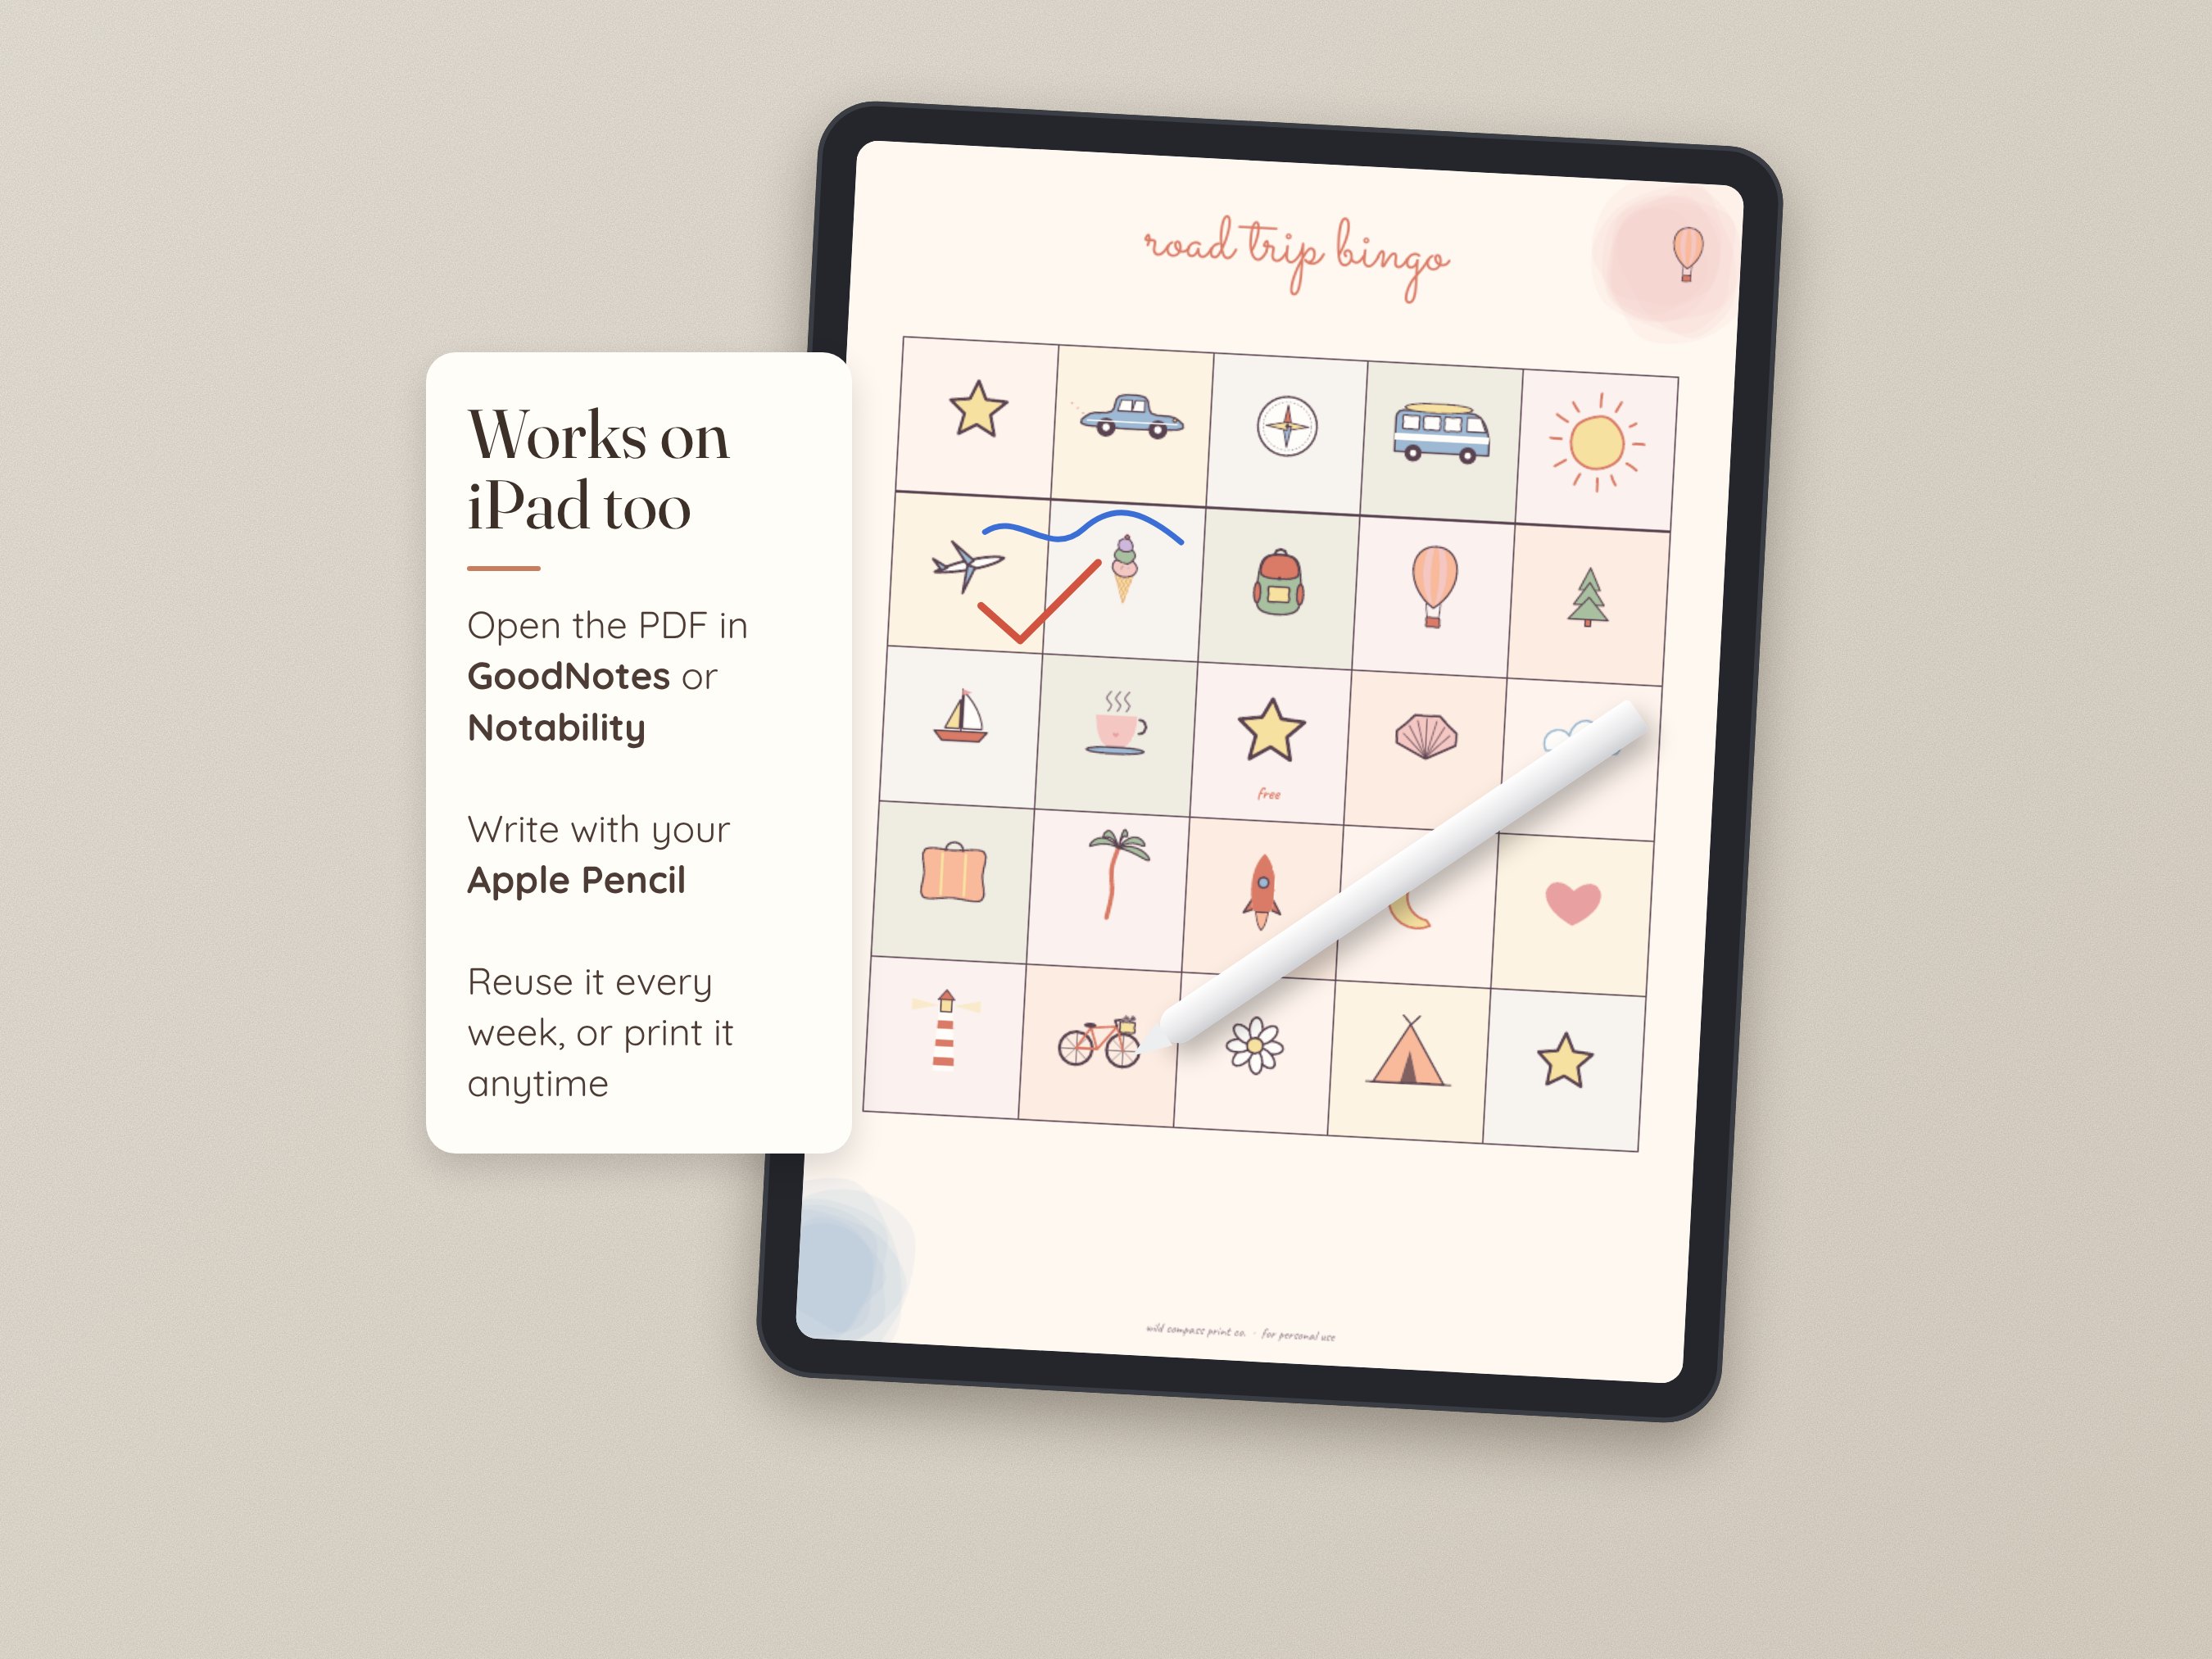 Works on
iPad too
Open the PDF in
GoodNotes or
Notability
Write with your
Apple Pencil
Reuse it every
week, or print it
anytime
road trip bingo
free
wild compass print co. · for personal use